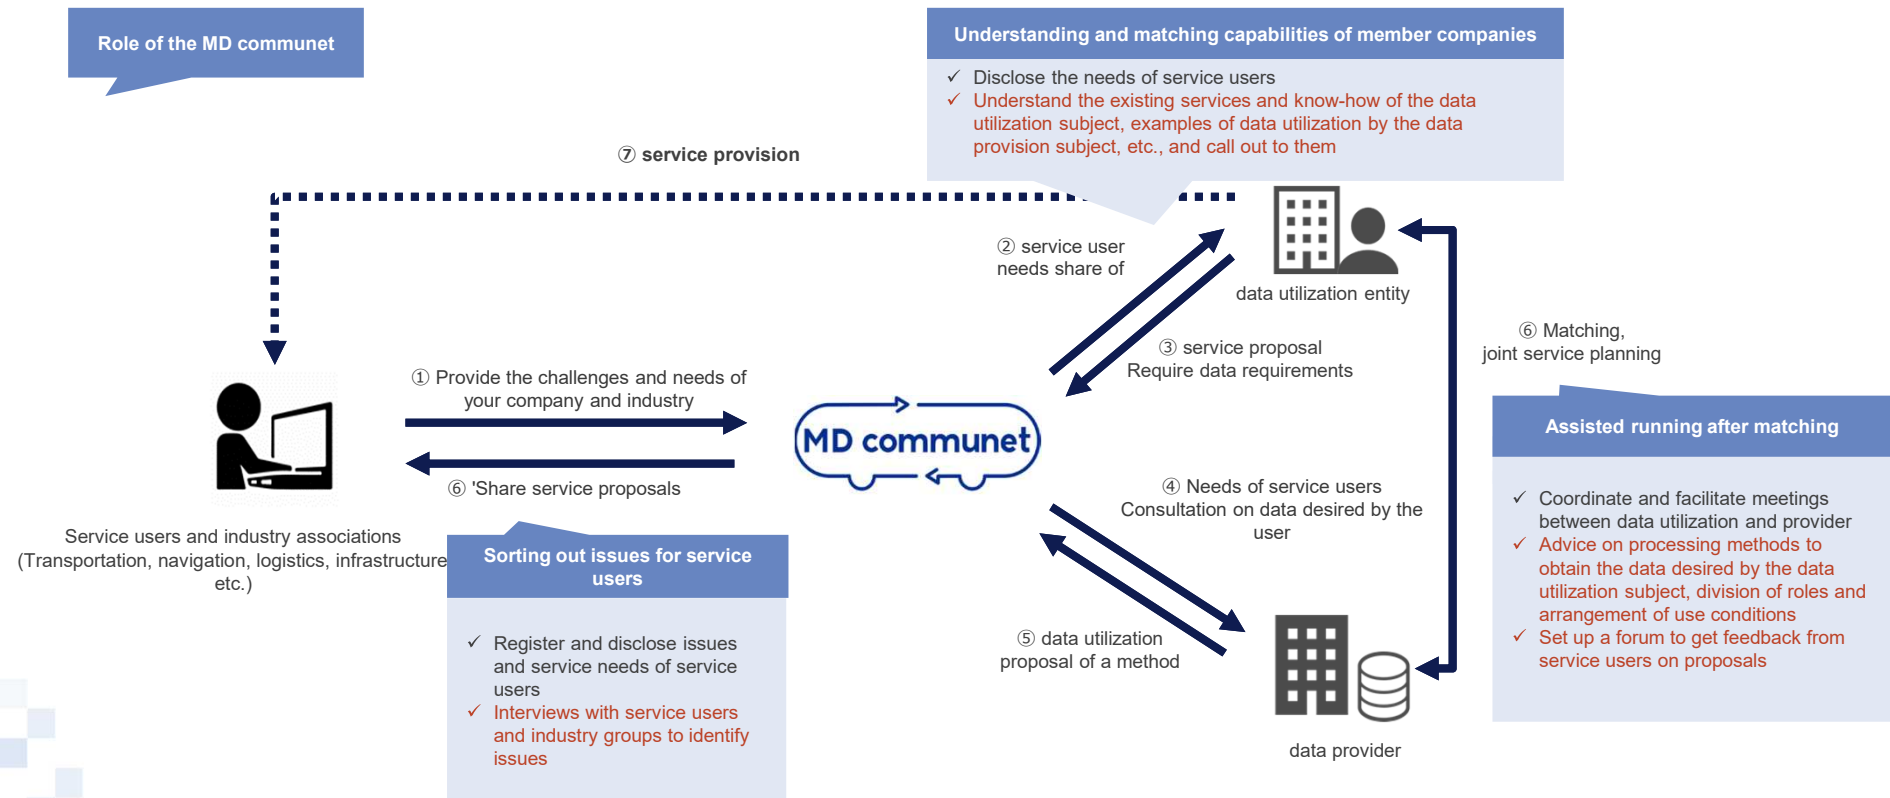 Role of the MD communet
Understanding and matching capabilities of member companies
✓ Disclose the needs of service users
✓ Understand the existing services and know-how of the data
utilization subject, examples of data utilization by the data
provision subject, etc., and call out to them
⑦ service provision
② service user
needs share of
data utilization entity
③ service proposal
Require data requirements
⑥ Matching,
joint service planning
① Provide the challenges and needs of
your company and industry
MD communet
⑥ 'Share service proposals
Service users and industry associations
(Transportation, navigation, logistics, infrastructure
etc.)
④ Needs of service users
Consultation on data desired by the
user
⑤ data utilization
proposal of a method
data provider
Sorting out issues for service
users
✓ Register and disclose issues
and service needs of service
users
✓ Interviews with service users
and industry groups to identify
issues
Assisted running after matching
✓ Coordinate and facilitate meetings
between data utilization and provider
✓ Advice on processing methods to
obtain the data desired by the data
utilization subject, division of roles and
arrangement of use conditions
✓ Set up a forum to get feedback from
service users on proposals